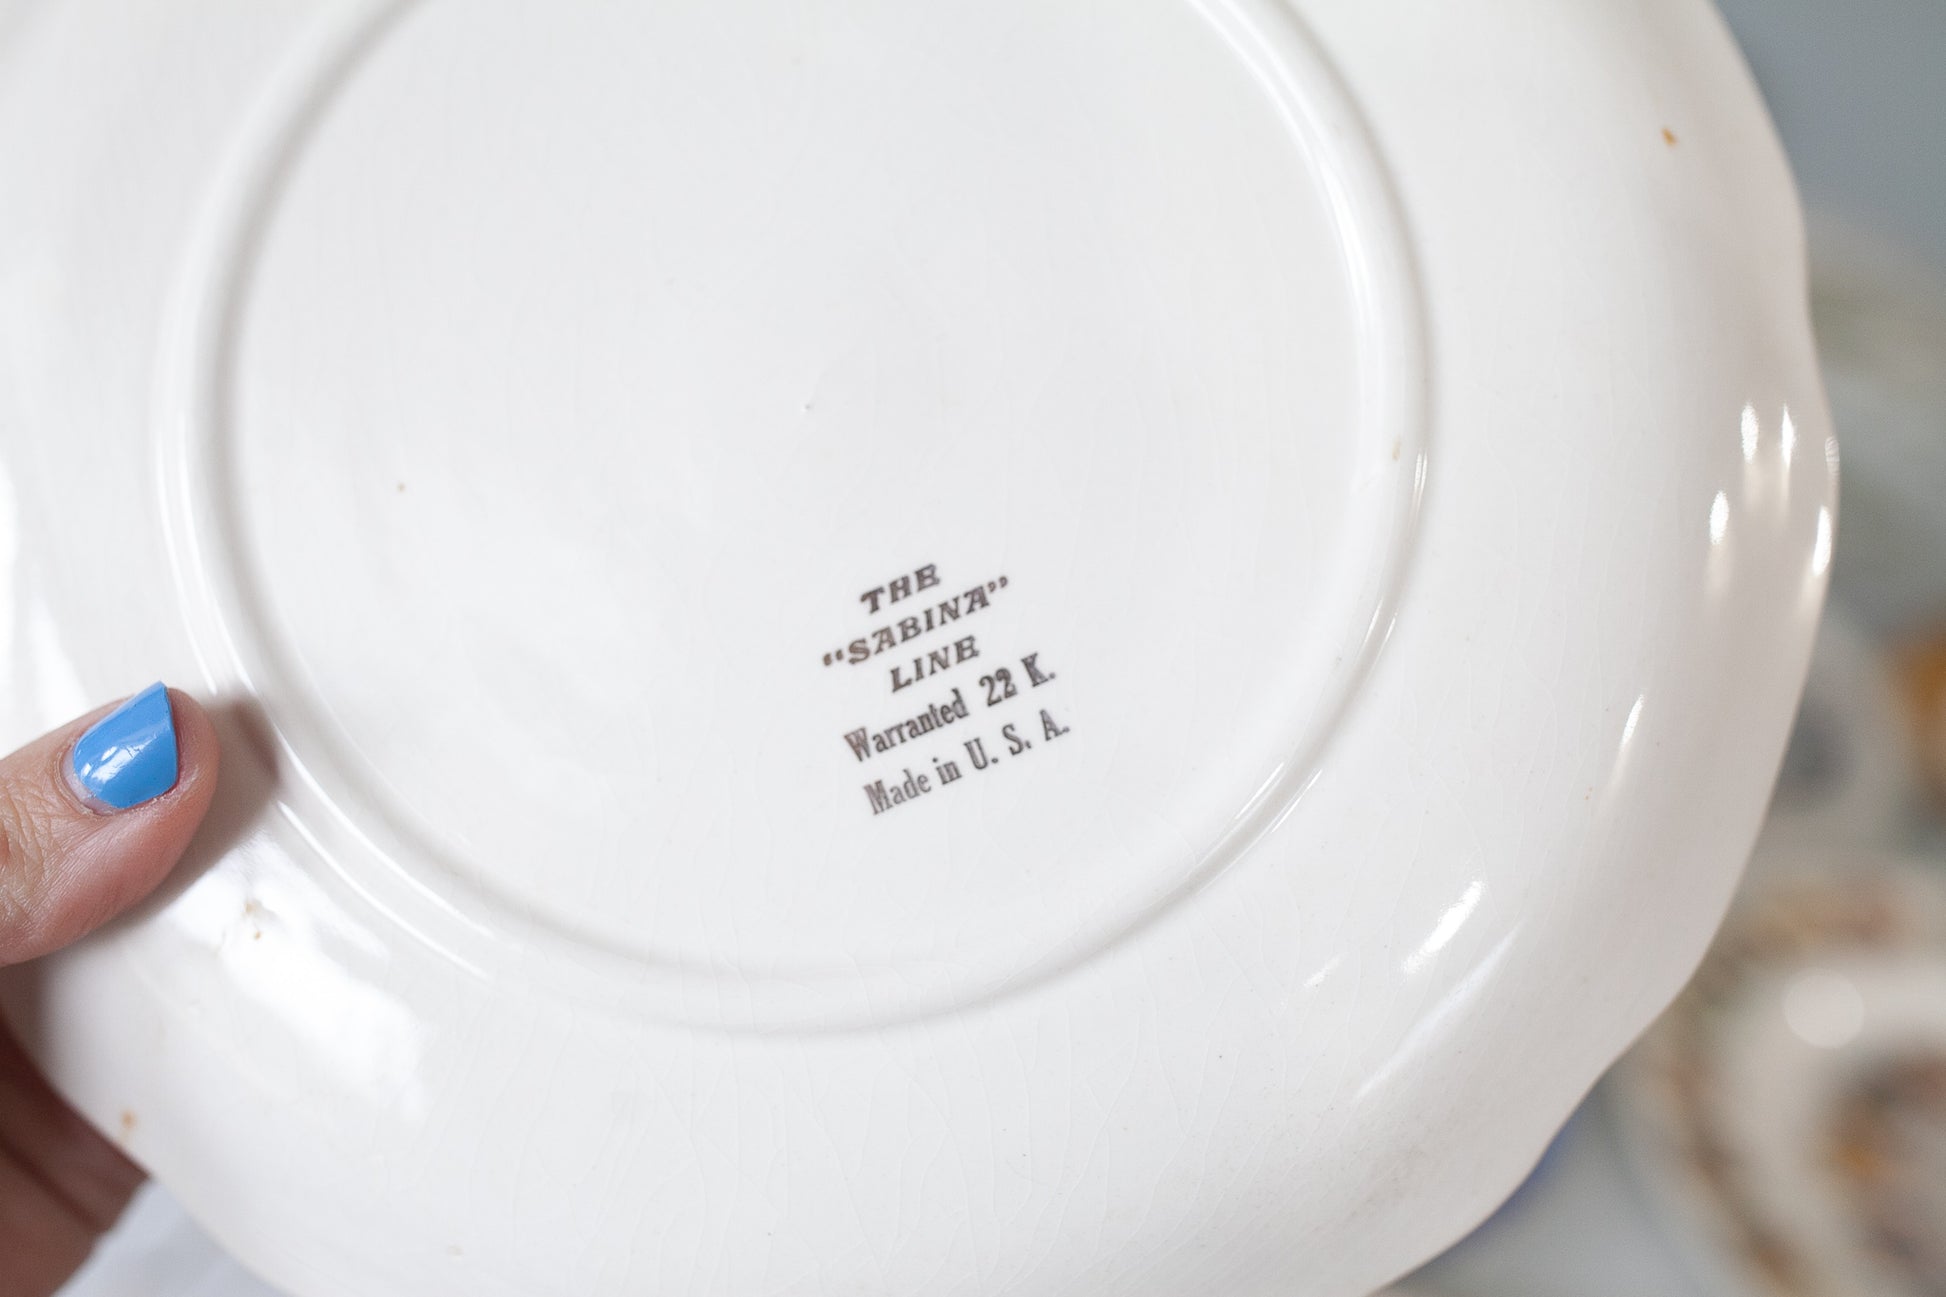 THE
“SABINA”
LINE
Warranted 22 K.
Made in U. S. A.